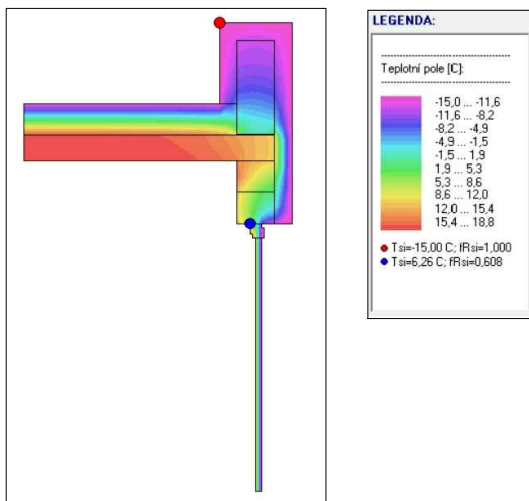 LEGENDA:
Teplotní pole [C]:
-15,0 ... -11,6
-11,6 ... -8,2
-8,2 ... -4,9
-4,9 ... -1,5
-1,5 ... 1,9
1,9 ... 5,3
5,3 ... 8,6
8,6 ... 12,0
12,0 ... 15,4
15,4 ... 18,8
Tsi=-15,00 C; fRsi=1,000
Tsi=6,26 C; fRsi=0,608